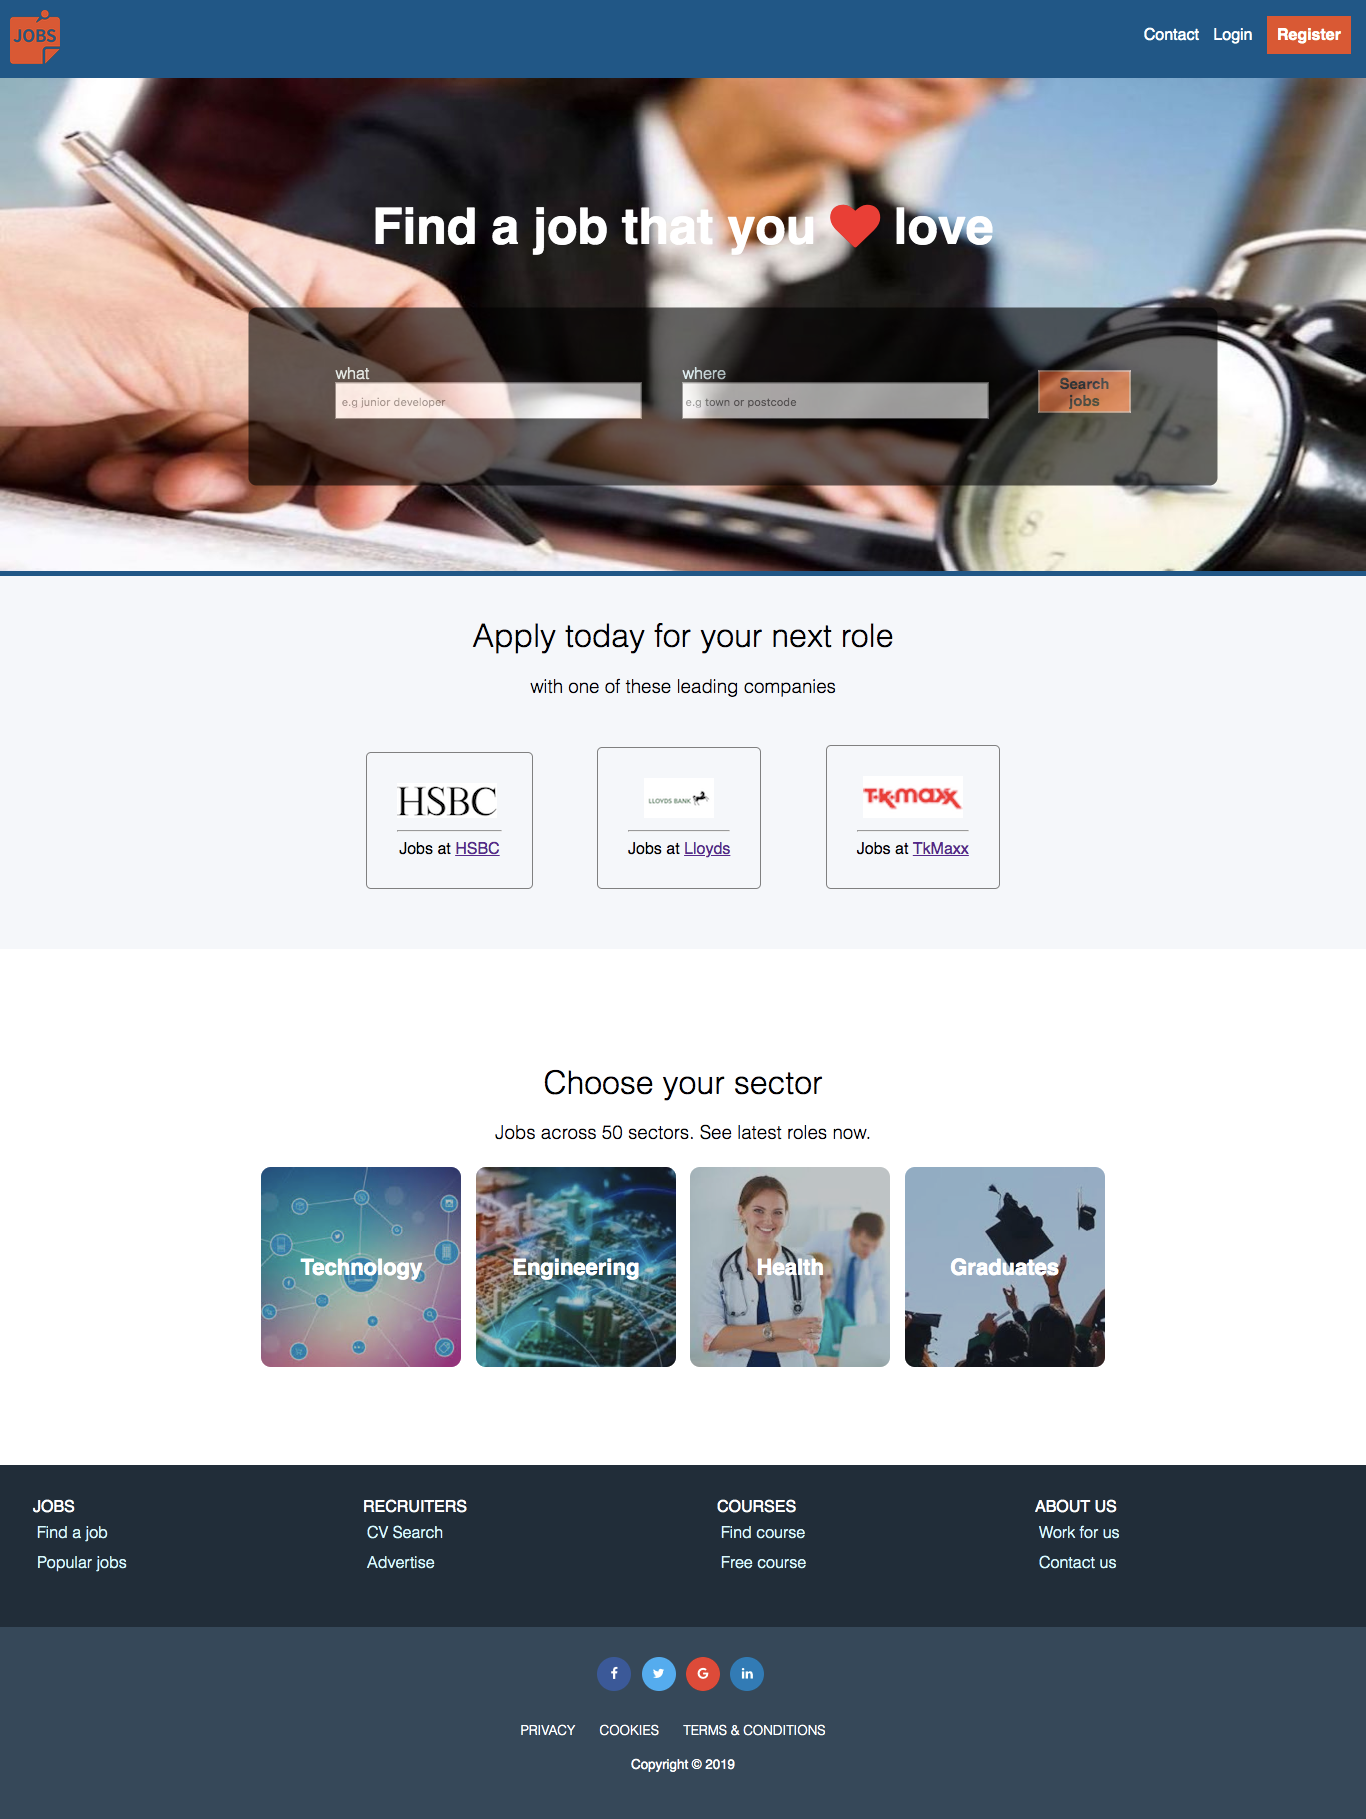 JOBS
Contact Login Register
Find a job that you love
what
where
e.g junior developer
e.g town or postcode
Search
jobs
Apply today for your next role
with one of these leading companies
HSBC
Jobs at HSBC
LLOYDS BANK
Jobs at Lloyds
T·K·maxx
Jobs at TkMaxx
Choose your sector
Jobs across 50 sectors. See latest roles now.
Technology
Engineering
Health
Graduates
JOBS
Find a job
Popular jobs
RECRUITERS
CV Search
Advertise
COURSES
Find course
Free course
ABOUT US
Work for us
Contact us
PRIVACY COOKIES TERMS & CONDITIONS
Copyright © 2019